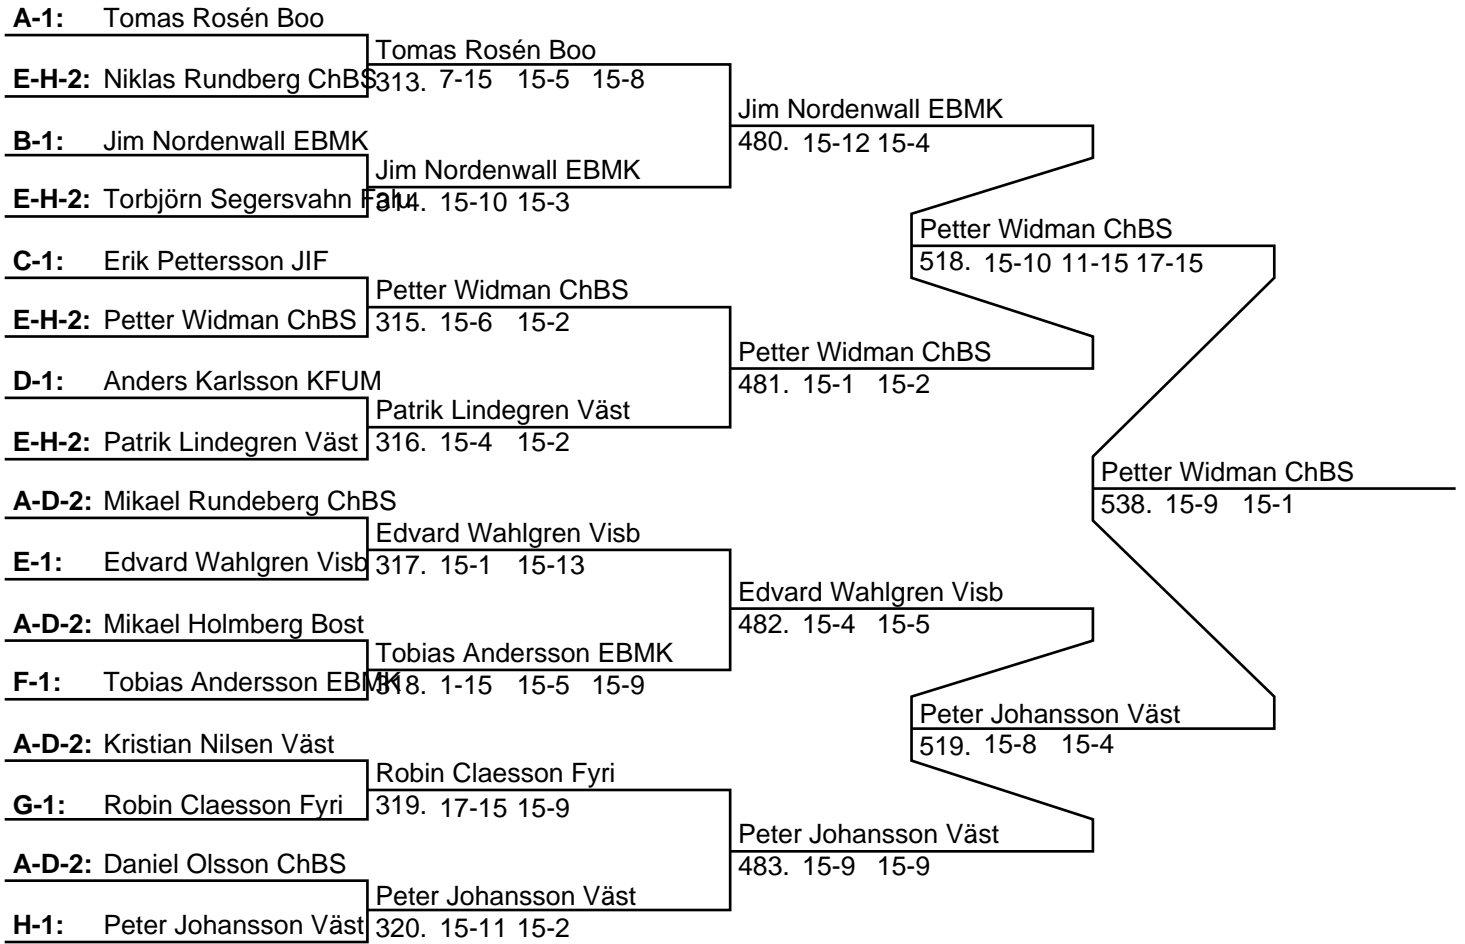 A-1: Tomas Rosén Boo
Tomas Rosén Boo
E-H-2: Niklas Rundberg ChBS
313. 7-15 15-5 15-8
Jim Nordenwall EBMK
480. 15-12 15-4
B-1: Jim Nordenwall EBMK
Jim Nordenwall EBMK
E-H-2: Torbjörn Segersvahn Falu
314. 15-10 15-3
Petter Widman ChBS
518. 15-10 11-15 17-15
C-1: Erik Pettersson JIF
Petter Widman ChBS
E-H-2: Petter Widman ChBS
315. 15-6 15-2
Petter Widman ChBS
481. 15-1 15-2
D-1: Anders Karlsson KFUM
Patrik Lindegren Väst
E-H-2: Patrik Lindegren Väst
316. 15-4 15-2
Petter Widman ChBS
538. 15-9 15-1
A-D-2: Mikael Rundeberg ChBS
Edvard Wahlgren Visb
E-1: Edvard Wahlgren Visb
317. 15-1 15-13
Edvard Wahlgren Visb
482. 15-4 15-5
A-D-2: Mikael Holmberg Bost
Tobias Andersson EBMK
F-1: Tobias Andersson EBMK
318. 1-15 15-5 15-9
Peter Johansson Väst
519. 15-8 15-4
A-D-2: Kristian Nilsen Väst
Robin Claesson Fyri
G-1: Robin Claesson Fyri
319. 17-15 15-9
Peter Johansson Väst
483. 15-9 15-9
A-D-2: Daniel Olsson ChBS
Peter Johansson Väst
H-1: Peter Johansson Väst
320. 15-11 15-2